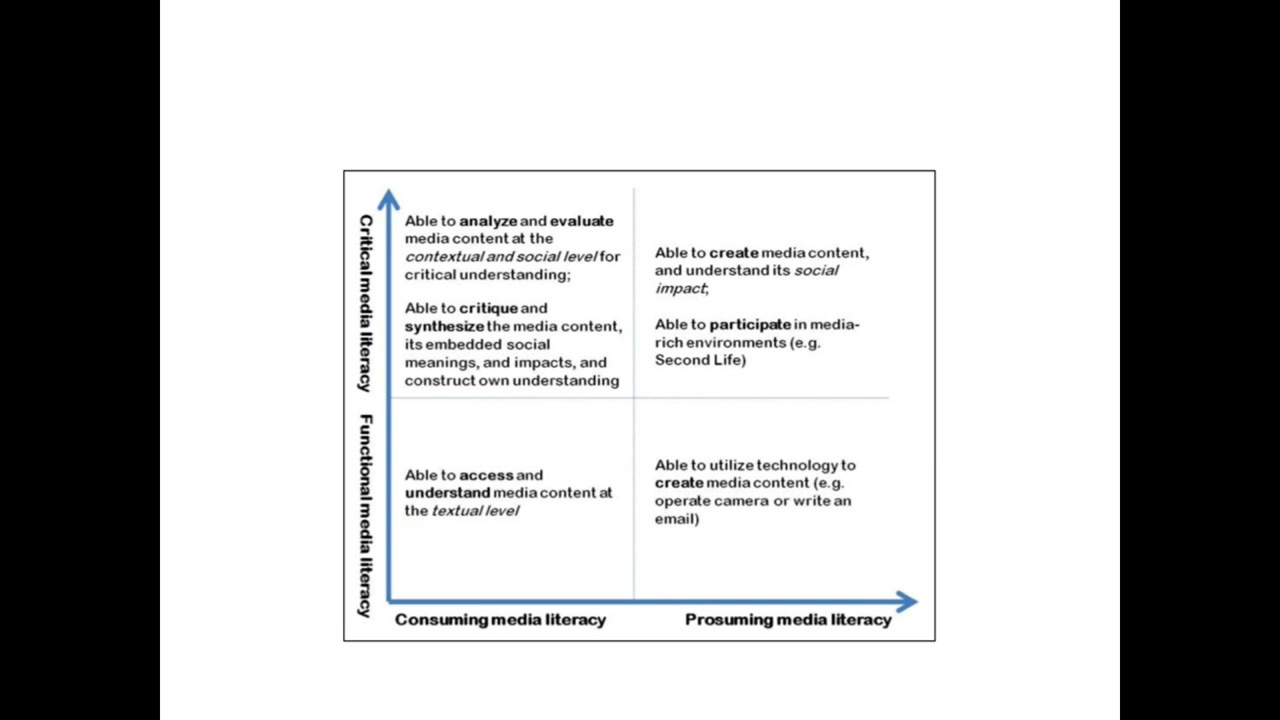 Critical media literacy
Able to analyze and evaluate
media content at the
contextual and social level for
critical understanding;
Able to critique and
synthesize the media content,
its embedded social
meanings, and impacts, and
construct own understanding
Able to create media content,
and understand its social
impact;
Able to participate in media-
rich environments (e.g.
Second Life)
Functional media literacy
Able to access and
understand media content at
the textual level
Able to utilize technology to
create media content (e.g.
operate camera or write an
email)
Consuming media literacy
Prosuming media literacy